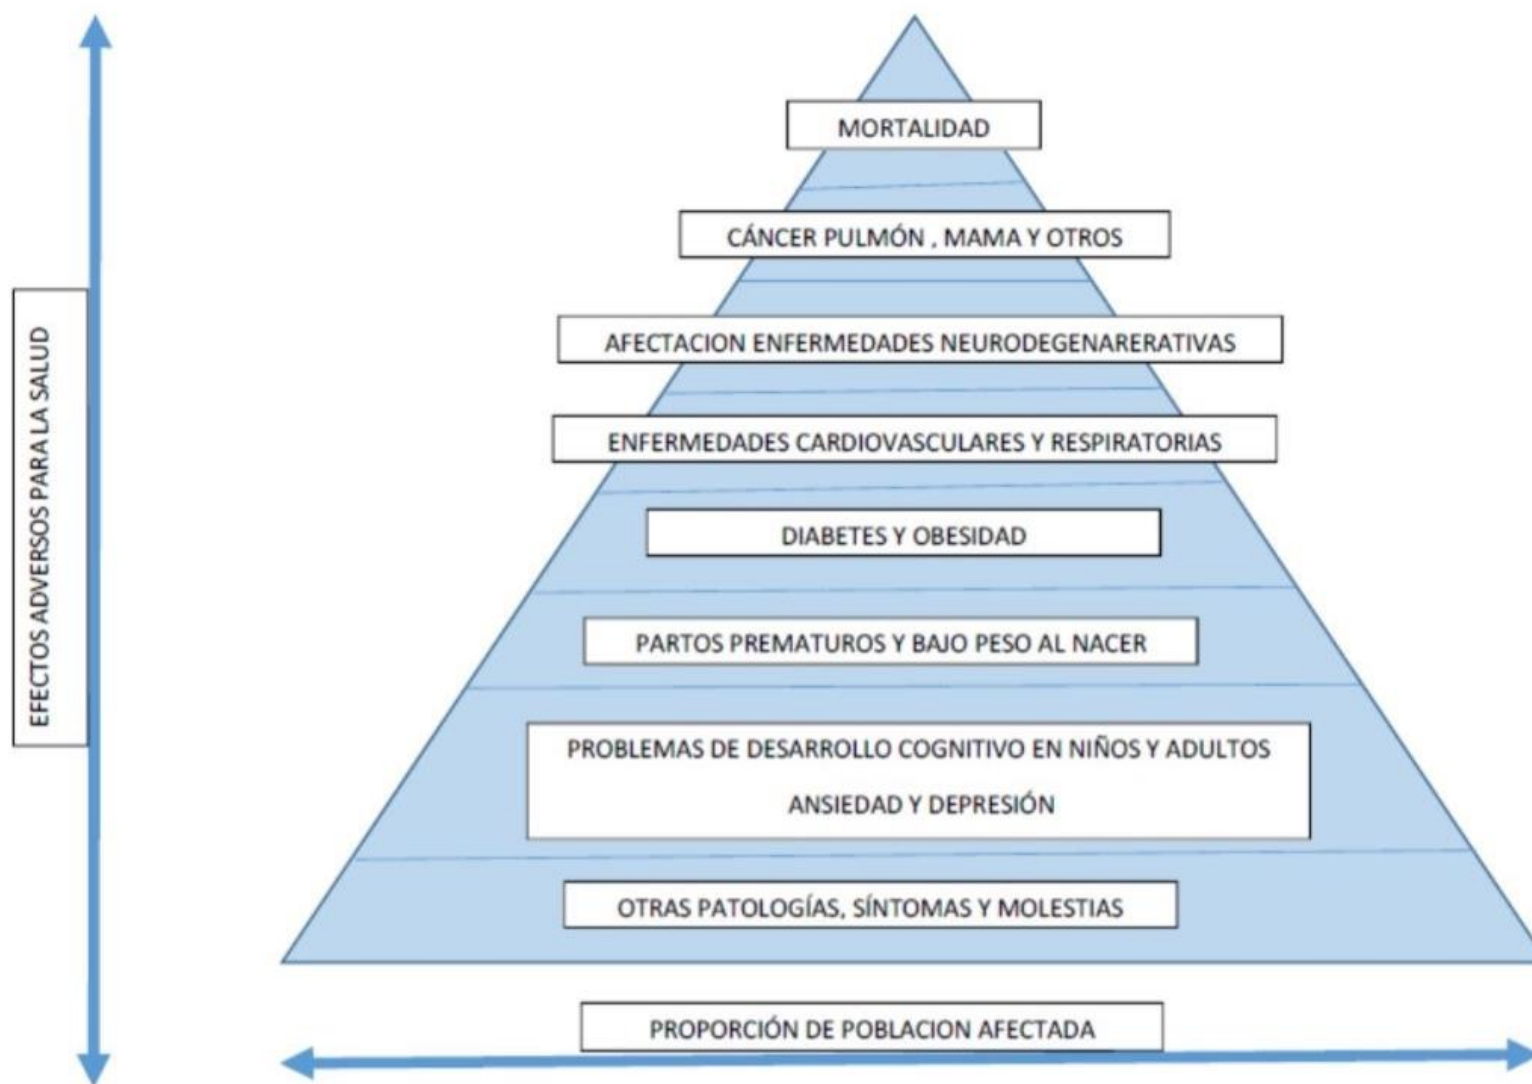 MORTALIDAD
CÁNCER PULMÓN , MAMA Y OTROS
AFECTACION ENFERMEDADES NEURODEGENARERATIVAS
ENFERMEDADES CARDIOVASCULARES Y RESPIRATORIAS
DIABETES Y OBESIDAD
PARTOS PREMATUROS Y BAJO PESO AL NACER
PROBLEMAS DE DESARROLLO COGNITIVO EN NIÑOS Y ADULTOS
ANSIEDAD Y DEPRESIÓN
OTRAS PATOLOGÍAS, SÍNTOMAS Y MOLESTIAS
EFECTOS ADVERSOS PARA LA SALUD
PROPORCIÓN DE POBLACION AFECTADA